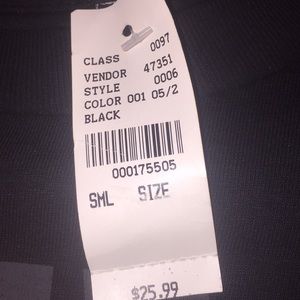 CLASS 0097
VENDOR 47351
STYLE 0006
COLOR 001 05/2
BLACK
000175505
SML SIZE
$25.99